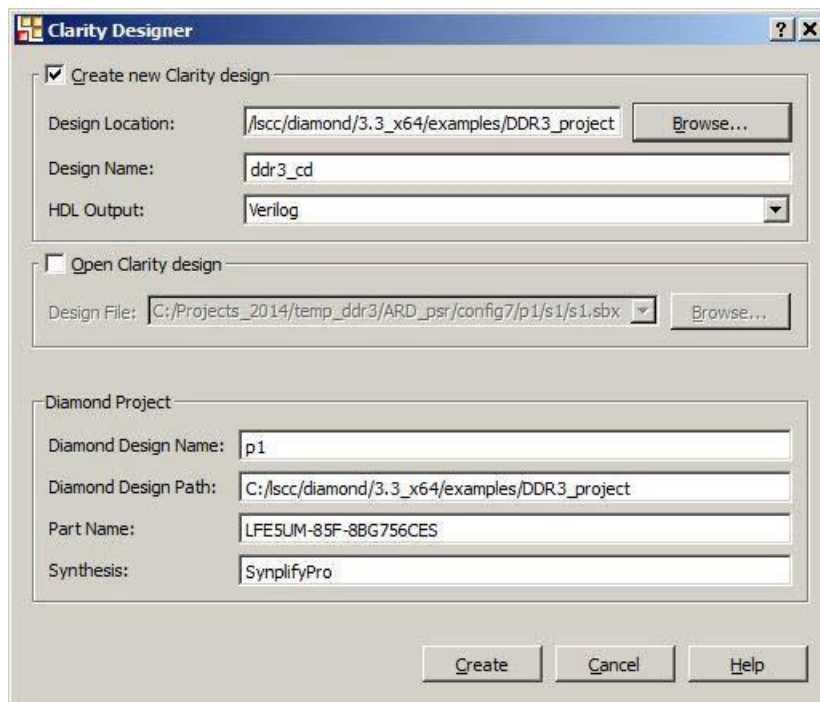 Clarity Designer
Create new Clarity design
Design Location: /lscc/diamond/3.3_x64/examples/DDR3_project Browse...
Design Name: ddr3_cd
HDL Output: Verilog
Open Clarity design
Design File: C:/Projects_2014/temp_ddr3/ARD_psr/config7/p1/s1/s1.sbx Browse...
Diamond Project
Diamond Design Name: p1
Diamond Design Path: C:/lscc/diamond/3.3_x64/examples/DDR3_project
Part Name: LFE5UM-85F-8BG756CES
Synthesis: SynplifyPro
Create Cancel Help